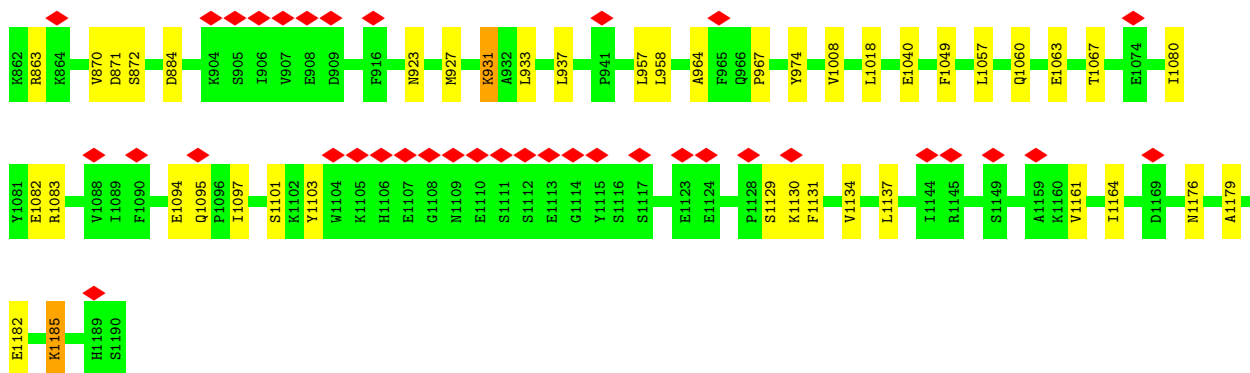 K862 R863 K864 V870 D871 S872 D884 K904 S905 I906 V907 E908 D909 F916 N923 M927 K931 A932 L933 L937 P941 L957 L958 A964 F965 Q966 P967 Y974 V1008 L1018 E1040 F1049 L1057 Q1060 E1063 T1067 E1074 I1080
Y1081 E1082 R1083 V1088 I1089 F1090 E1094 Q1095 P1096 I1097 S1101 K1102 Y1103 W1104 K1105 H1106 E1107 G1108 N1109 E1110 S1111 S1112 E1113 G1114 Y1115 S1116 S1117 E1123 E1124 P1128 S1129 K1130 F1131 V1134 L1137 I1144 R1145 S1149 A1159 K1160 V1161 I1164 D1169 N1176 A1179
E1182 K1185 H1189 S1190